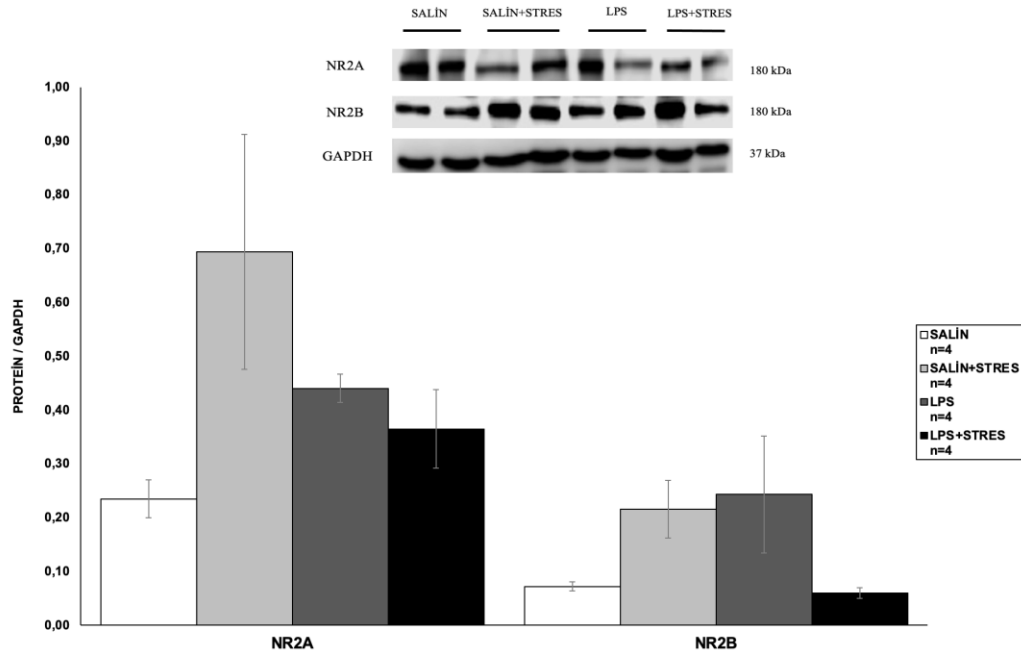 SALİN SALİN+STRES LPS LPS+STRES
NR2A 180 kDa
NR2B 180 kDa
GAPDH 37 kDa
1,00
0,90
0,80
0,70
0,60
0,50
0,40
0,30
0,20
0,10
0,00
PROTEİN / GAPDH
NR2A NR2B
SALİN
n=4
SALİN+STRES
n=4
LPS
n=4
LPS+STRES
n=4